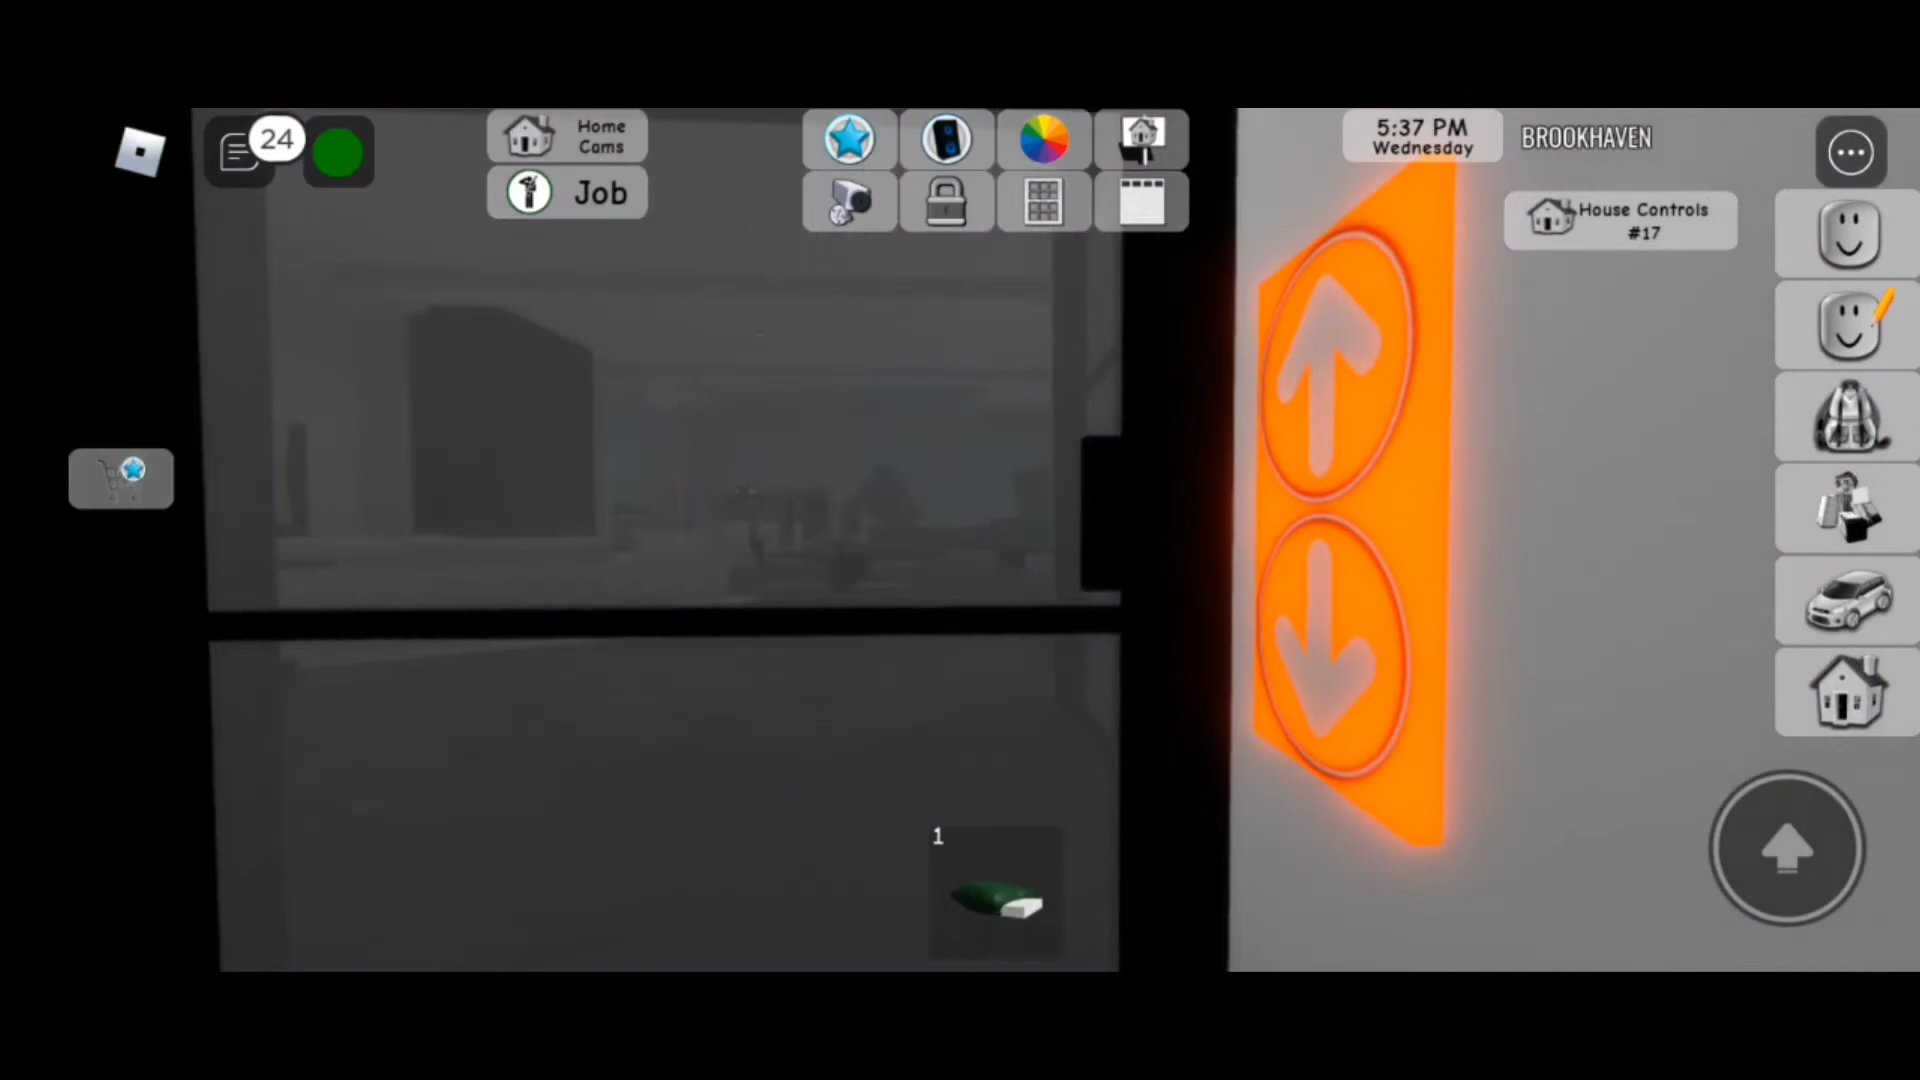 24
Home
Cams
Job
5:37 PM
Wednesday
BROOKHAVEN
House Controls
#17
1